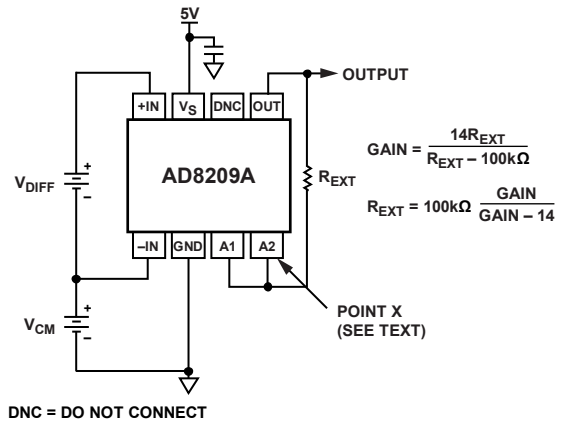 5V
OUTPUT
+IN
VS
DNC
OUT
AD8209A
VDIFF
+
–
REXT
GAIN = 14REXT / REXT – 100kΩ
REXT = 100kΩ GAIN / GAIN – 14
–IN
GND
A1
A2
VCM
+
–
POINT X
(SEE TEXT)
DNC = DO NOT CONNECT